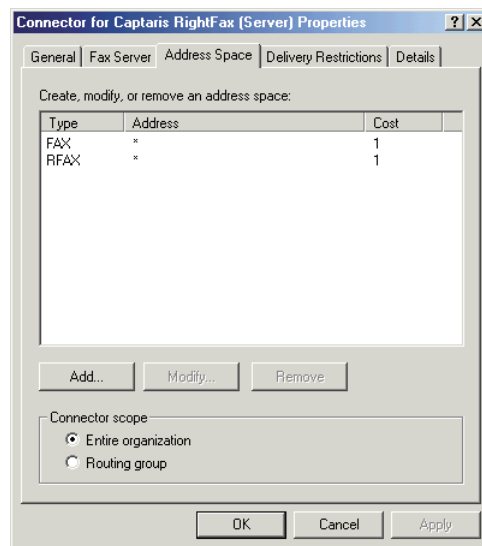 Connector for Captaris RightFax (Server) Properties ? ×
General Fax Server Address Space Delivery Restrictions Details
Create, modify, or remove an address space:
Type Address Cost
FAX * 1
RFAX * 1
Add... Modify... Remove
Connector scope
Entire organization
Routing group
OK Cancel Apply